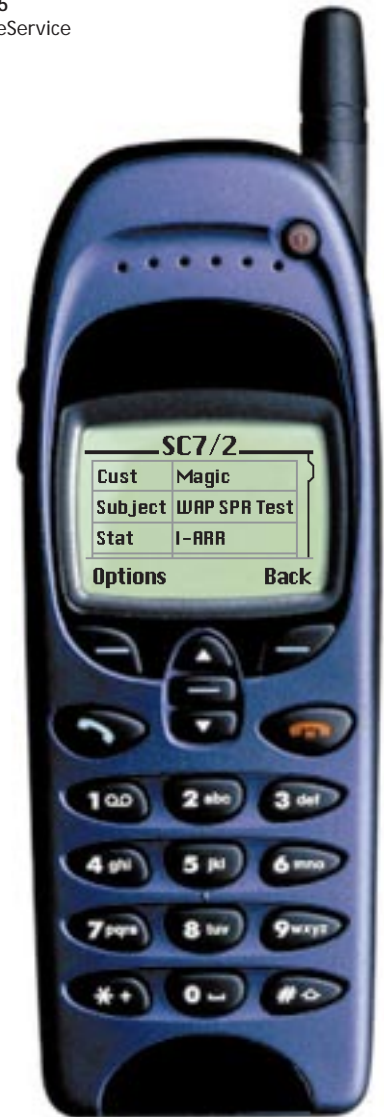 5
eService
SC7/2
Cust Magic
Subject WAP SPR Test
Stat I-ARR
Options Back
1
2 abc 3 def
4 ghi 5 jkl 6 mno
7 pqrs 8 tuv 9 wxyz
* + 0 #